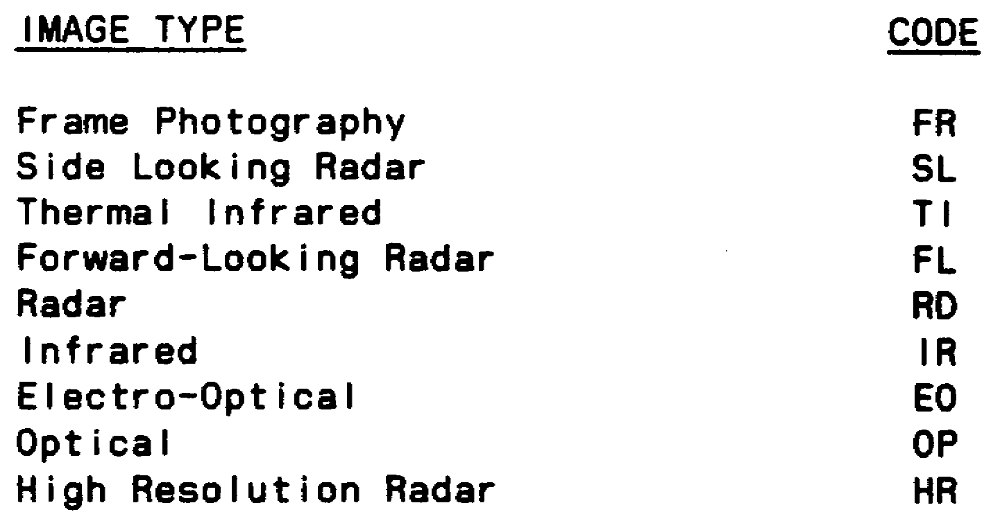 IMAGE TYPE CODE
Frame Photography FR
Side Looking Radar SL
Thermal Infrared TI
Forward-Looking Radar FL
Radar RD
Infrared IR
Electro-Optical EO
Optical OP
High Resolution Radar HR